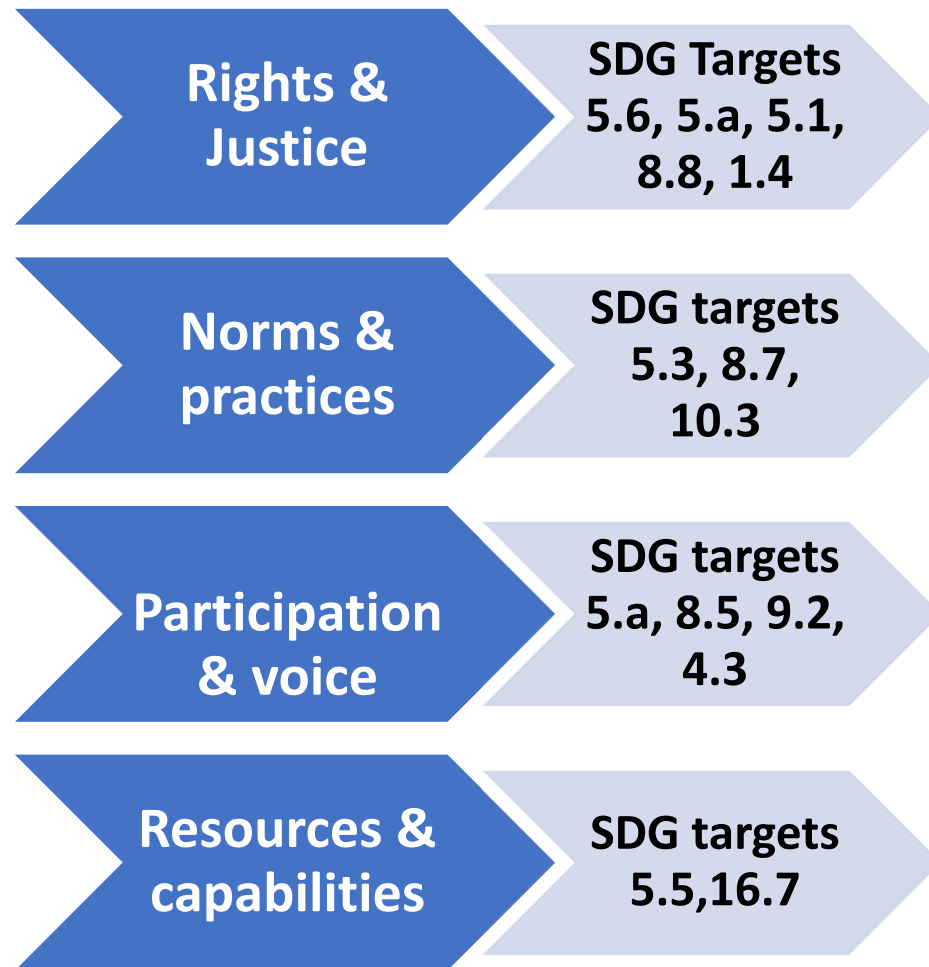 Rights &
Justice
SDG Targets
5.6, 5.a, 5.1,
8.8, 1.4
Norms &
practices
SDG targets
5.3, 8.7,
10.3
Participation
& voice
SDG targets
5.a, 8.5, 9.2,
4.3
Resources &
capabilities
SDG targets
5.5,16.7